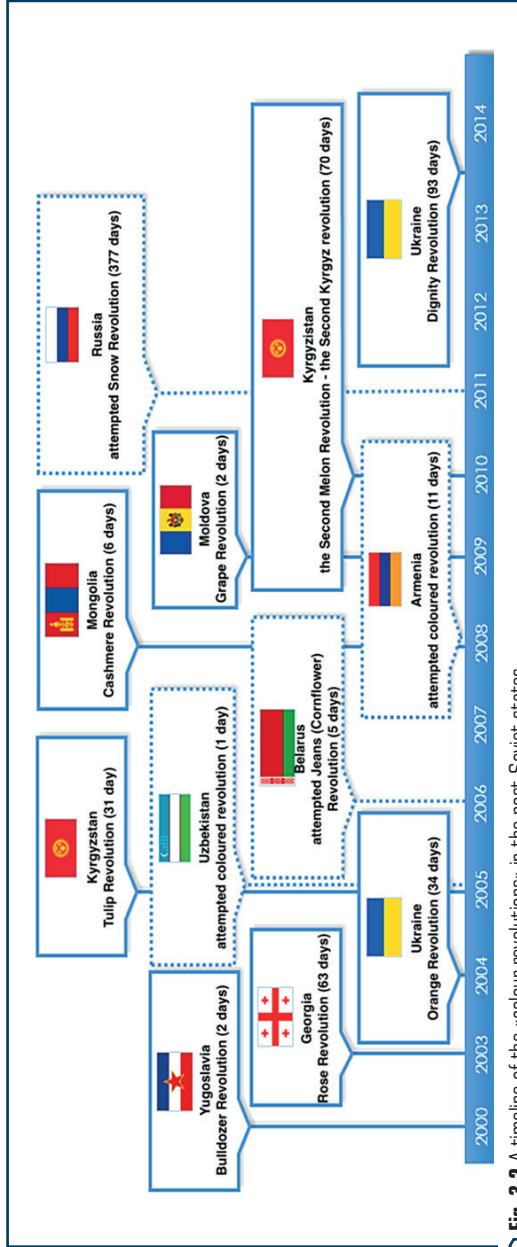 Yugoslavia
Bulldozer Revolution (2 days)
Georgia
Rose Revolution (63 days)
Ukraine
Orange Revolution (34 days)
Kyrgyzstan
Tulip Revolution (31 day)
Uzbekistan
attempted coloured revolution (1 day)
Belarus
attempted Jeans (Cornflower)
Revolution (5 days)
Mongolia
Cashmere Revolution (6 days)
Armenia
attempted coloured revolution (11 days)
Moldova
Grape Revolution (2 days)
Kyrgyzistan
the Second Melon Revolution - the Second Kyrgyz revolution (70 days)
Russia
attempted Snow Revolution (377 days)
Ukraine
Dignity Revolution (93 days)
2000 2003 2004 2005 2006 2007 2008 2009 2010 2011 2012 2013 2014
Fig. 3.2 A timeline of the «colour revolutions» in the post-Soviet states